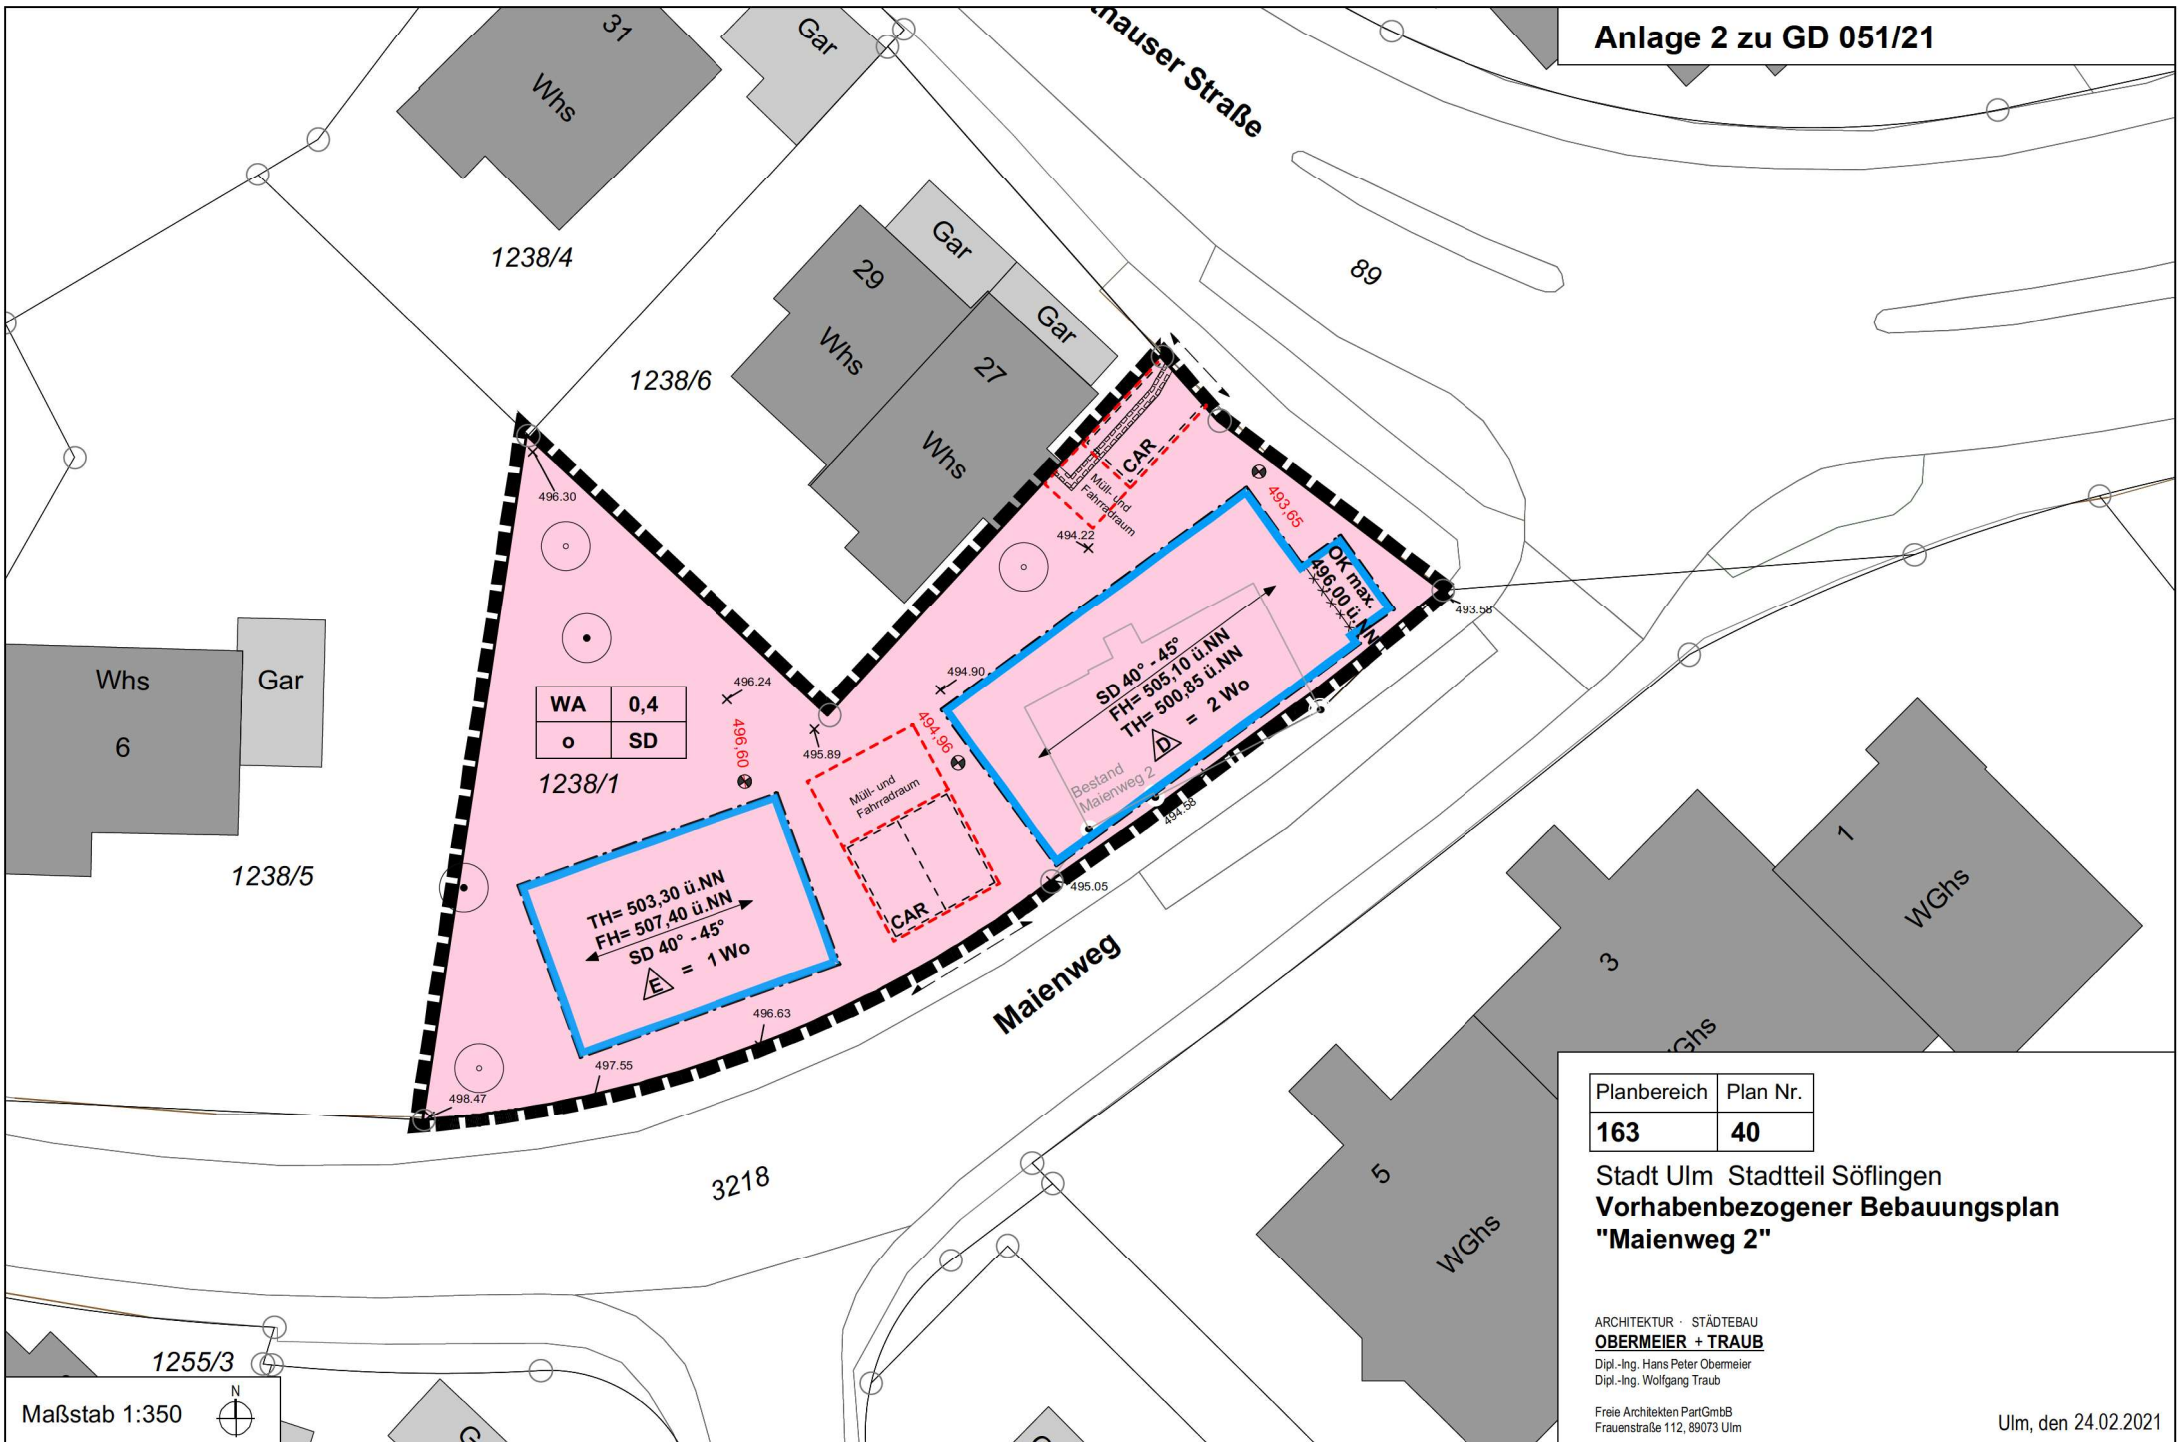 Anlage 2 zu GD 051/21
31
Whs
Gar
thauser Straße
1238/4
89
29
Whs
Gar
27
Whs
Gar
1238/6
CAR
Müll- und
Fahrradraum
494.22
493,65
496.30
OK max.
496,00 ü.NN
493.58
SD 40° - 45°
FH= 505,10 ü.NN
TH= 500,85 ü.NN
D = 2 Wo
Bestand
Maienweg 2
494.58
494.90
494,96
496.24
496,60
495.89
WA 0,4
o SD
1238/1
Whs
6
Gar
1238/5
Müll- und
Fahrradraum
CAR
495.05
TH= 503,30 ü.NN
FH= 507,40 ü.NN
SD 40° - 45°
E = 1 Wo
496.63
497.55
498.47
Maienweg
3218
1
WGhs
3
WGhs
5
WGhs
1255/3
Maßstab 1:350
N
Planbereich Plan Nr.
163 40
Stadt Ulm Stadtteil Söflingen
Vorhabenbezogener Bebauungsplan
"Maienweg 2"
ARCHITEKTUR · STÄDTEBAU
OBERMEIER + TRAUB
Dipl.-Ing. Hans Peter Obermeier
Dipl.-Ing. Wolfgang Traub
Freie Architekten PartGmbB
Frauenstraße 112, 89073 Ulm
Ulm, den 24.02.2021